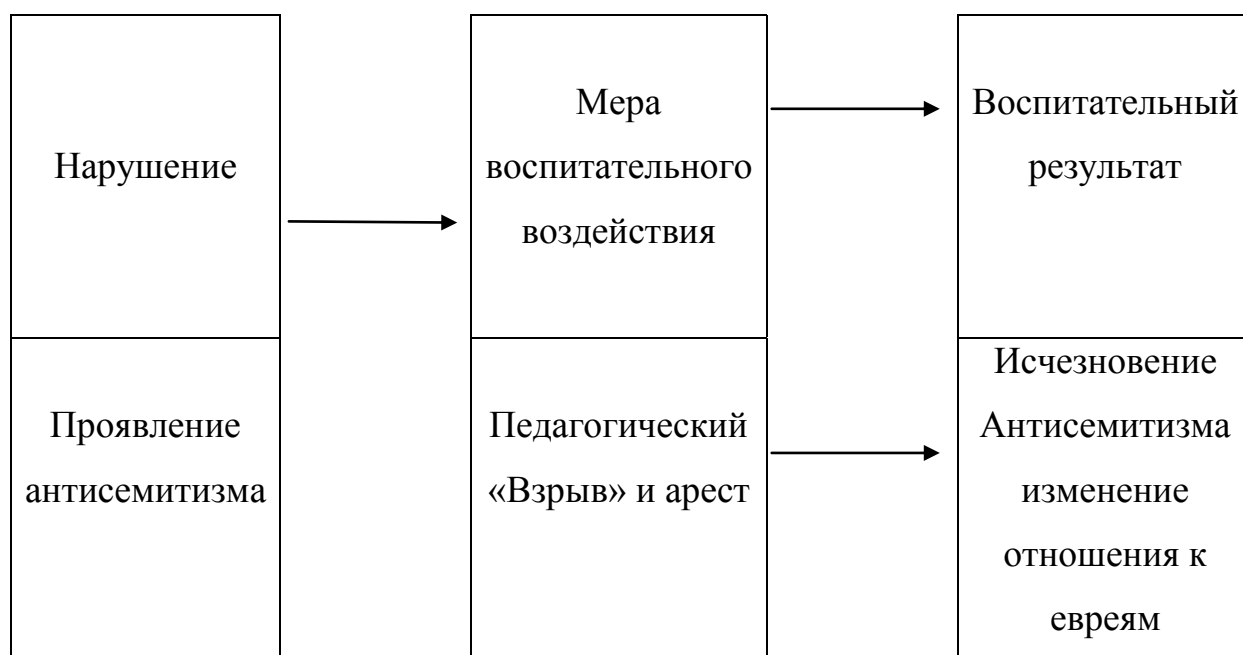 Нарушение
Мера
воспитательного
воздействия
Воспитательный
результат
Проявление
антисемитизма
Педагогический
«Взрыв» и арест
Исчезновение
Антисемитизма
изменение
отношения к
евреям